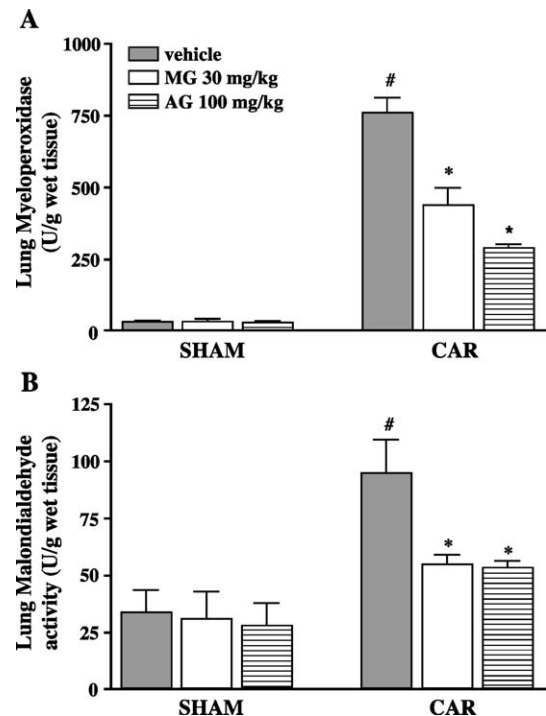 A
1000
750
500
250
0
Lung Myeloperoxidase
(U/g wet tissue)
vehicle
MG 30 mg/kg
AG 100 mg/kg
#
*
*
SHAM
CAR
B
125
100
75
50
25
0
Lung Malondialdehyde
activity (U/g wet tissue)
#
*
*
SHAM
CAR